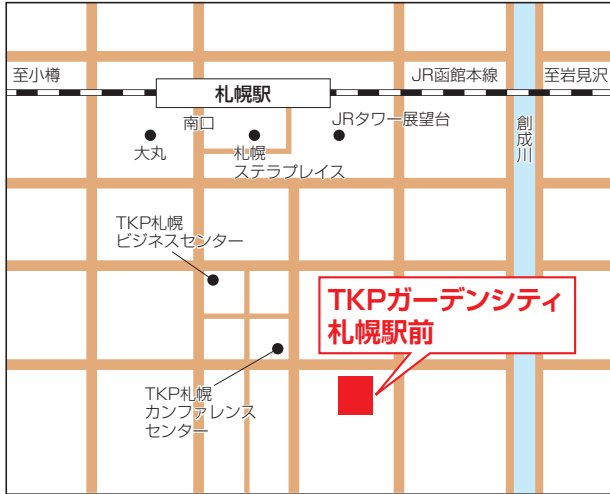 至小樽
JR函館本線
至岩見沢
札幌駅
南口
JRタワー展望台
大丸
札幌
ステラプレイス
創成川
TKP札幌
ビジネスセンター
TKPガーデンシティ
札幌駅前
TKP札幌
カンファレンス
センター